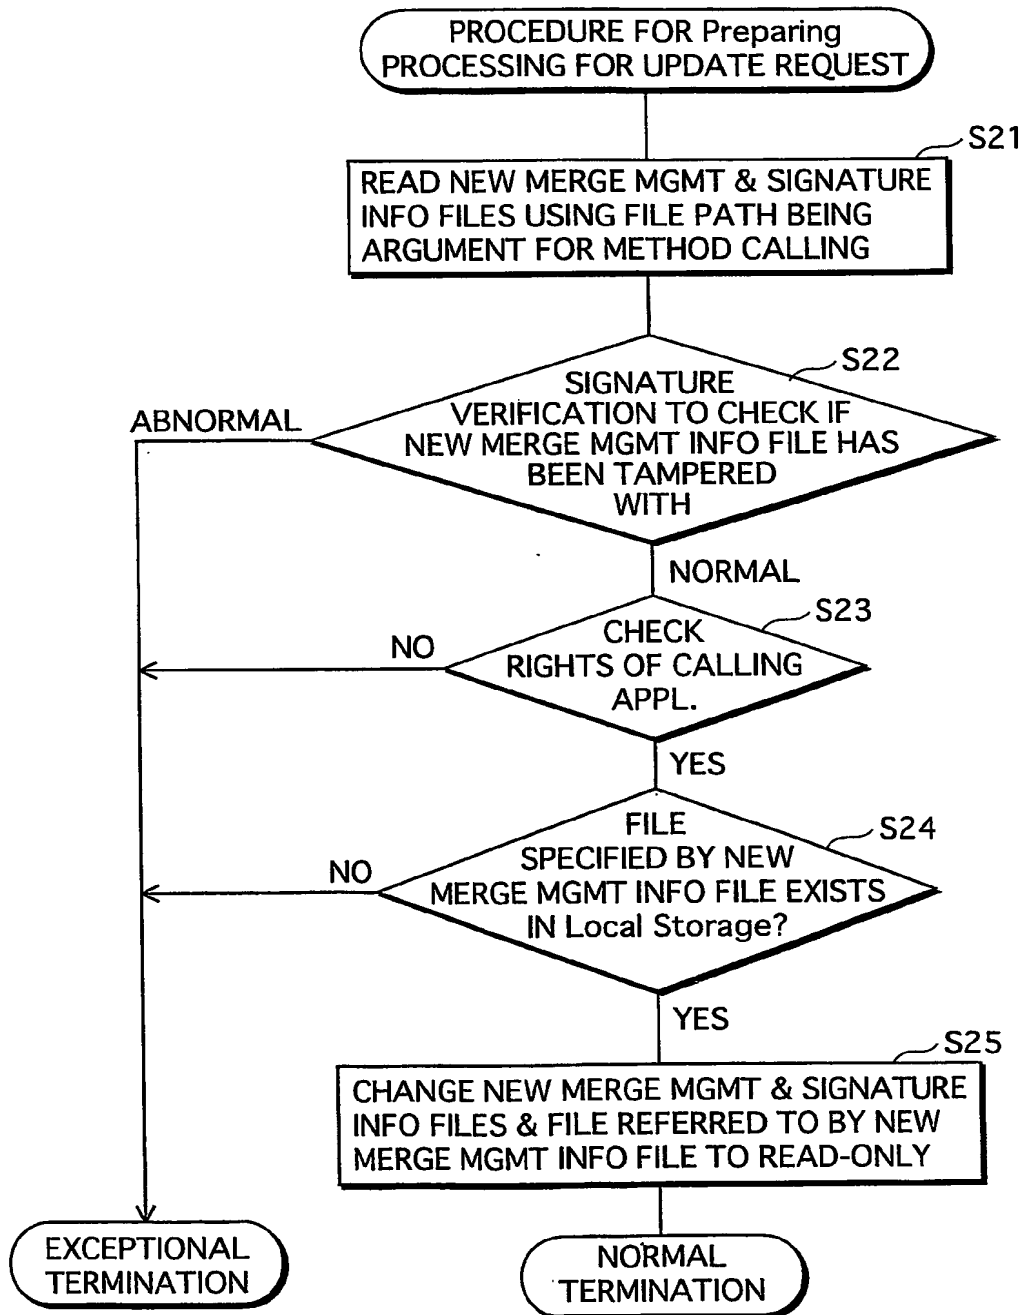 PROCEDURE FOR Preparing
PROCESSING FOR UPDATE REQUEST
S21
READ NEW MERGE MGMT & SIGNATURE
INFO FILES USING FILE PATH BEING
ARGUMENT FOR METHOD CALLING
S22
SIGNATURE
VERIFICATION TO CHECK IF
NEW MERGE MGMT INFO FILE HAS
BEEN TAMPERED
WITH
ABNORMAL
NORMAL
S23
CHECK
RIGHTS OF CALLING
APPL.
NO
YES
S24
FILE
SPECIFIED BY NEW
MERGE MGMT INFO FILE EXISTS
IN Local Storage?
NO
YES
S25
CHANGE NEW MERGE MGMT & SIGNATURE
INFO FILES & FILE REFERRED TO BY NEW
MERGE MGMT INFO FILE TO READ-ONLY
EXCEPTIONAL
TERMINATION
NORMAL
TERMINATION